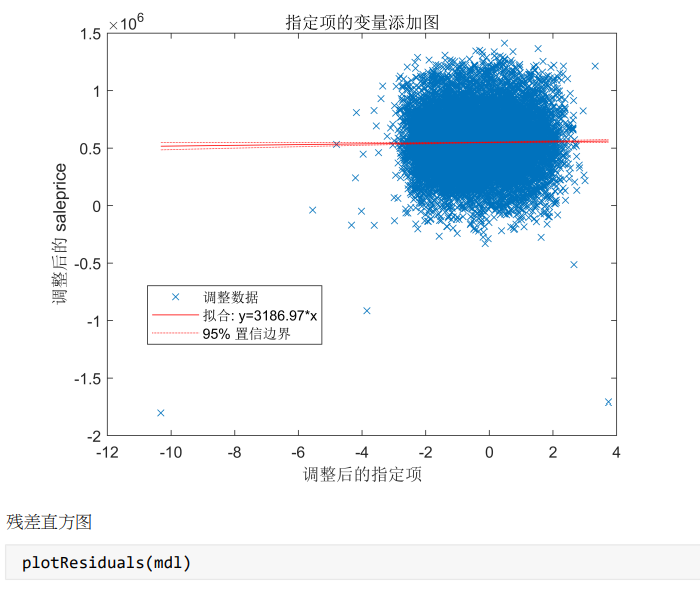 指定项的变量添加图
×10^6
1.5
1
0.5
0
-0.5
-1
-1.5
-2
调整后的 saleprice
调整数据
拟合: y=3186.97*x
95% 置信边界
-12 -10 -8 -6 -4 -2 0 2 4
调整后的指定项
残差直方图
plotResiduals(mdl)